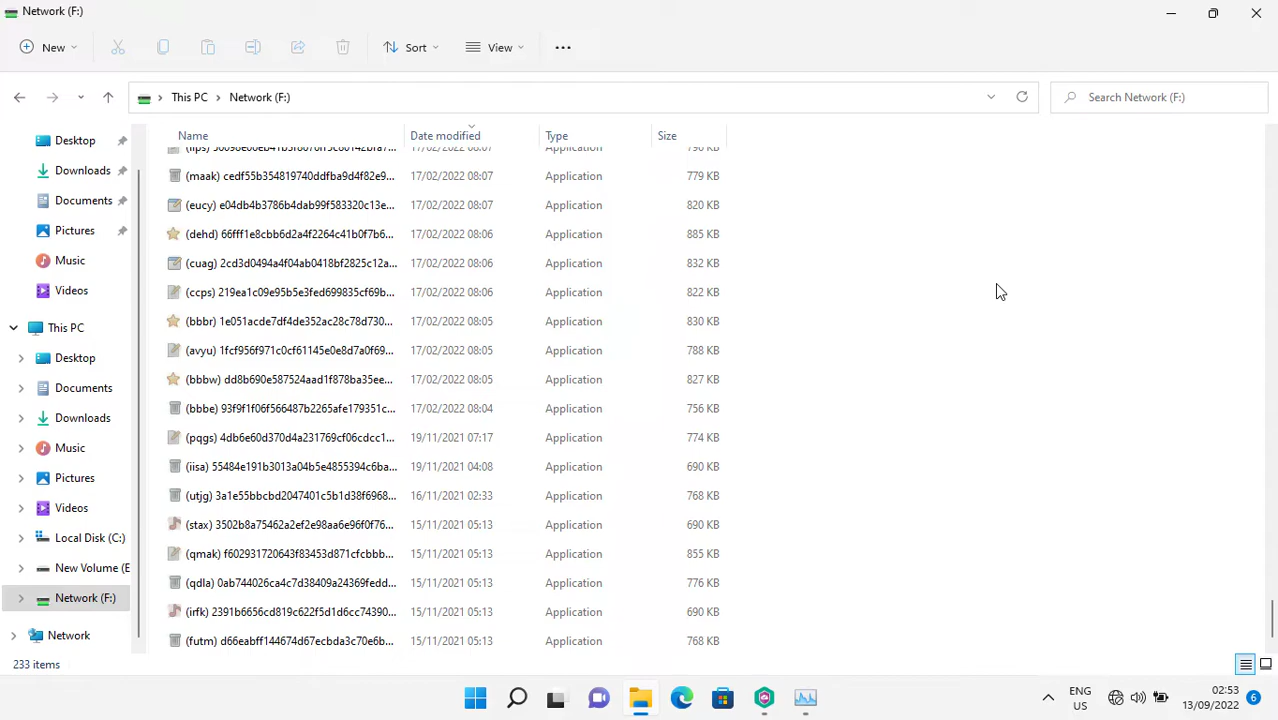 Network (F:)
New
Sort
View
This PC
Network (F:)
Search Network (F:)
Name
Date modified
Type
Size
Desktop
Downloads
Documents
Pictures
Music
Videos
This PC
Desktop
Documents
Downloads
Music
Pictures
Videos
Local Disk (C:)
New Volume (E
Network (F:)
Network
17/02/2022 08:07 Application
(maak) cedf55b354819740ddfba9d4f82e9... 17/02/2022 08:07 Application 779 KB
(eucy) e04db4b3786b4dab99f583320c13e... 17/02/2022 08:07 Application 820 KB
(dehd) 66fff1e8cbb6d2a4f2264c41b0f7b6... 17/02/2022 08:06 Application 885 KB
(cuag) 2cd3d0494a4f04ab0418bf2825c12a... 17/02/2022 08:06 Application 832 KB
(ccps) 219ea1c09e95b5e3fed699835cf69b... 17/02/2022 08:06 Application 822 KB
(bbbr) 1e051acde7df4de352ac28c78d730... 17/02/2022 08:05 Application 830 KB
(avyu) 1fcf956f971c0cf61145e0e8d7a0f69... 17/02/2022 08:05 Application 788 KB
(bbbw) dd8b690e587524aad1f878ba35ee... 17/02/2022 08:05 Application 827 KB
(bbbe) 93f9f1f06f566487b2265afe179351c... 17/02/2022 08:04 Application 756 KB
(pqgs) 4db6e60d370d4a231769cf06cdcc1... 19/11/2021 07:17 Application 774 KB
(iisa) 55484e191b3013a04b5e4855394c6ba... 19/11/2021 04:08 Application 690 KB
(utjg) 3a1e55bbcbd2047401c5b1d38f6968... 16/11/2021 02:33 Application 768 KB
(stax) 3502b8a75462a2ef2e98aa6e96f0f76... 15/11/2021 05:13 Application 690 KB
(qmak) f602931720643f83453d871cfcbbb... 15/11/2021 05:13 Application 855 KB
(qdla) 0ab744026ca4c7d38409a24369fedd... 15/11/2021 05:13 Application 776 KB
(irfk) 2391b6656cd819c622f5d1d6cc74390... 15/11/2021 05:13 Application 690 KB
(futm) d66eabff144674d67ecbda3c70e6b... 15/11/2021 05:13 Application 768 KB
233 items
ENG
US
02:53
13/09/2022
6